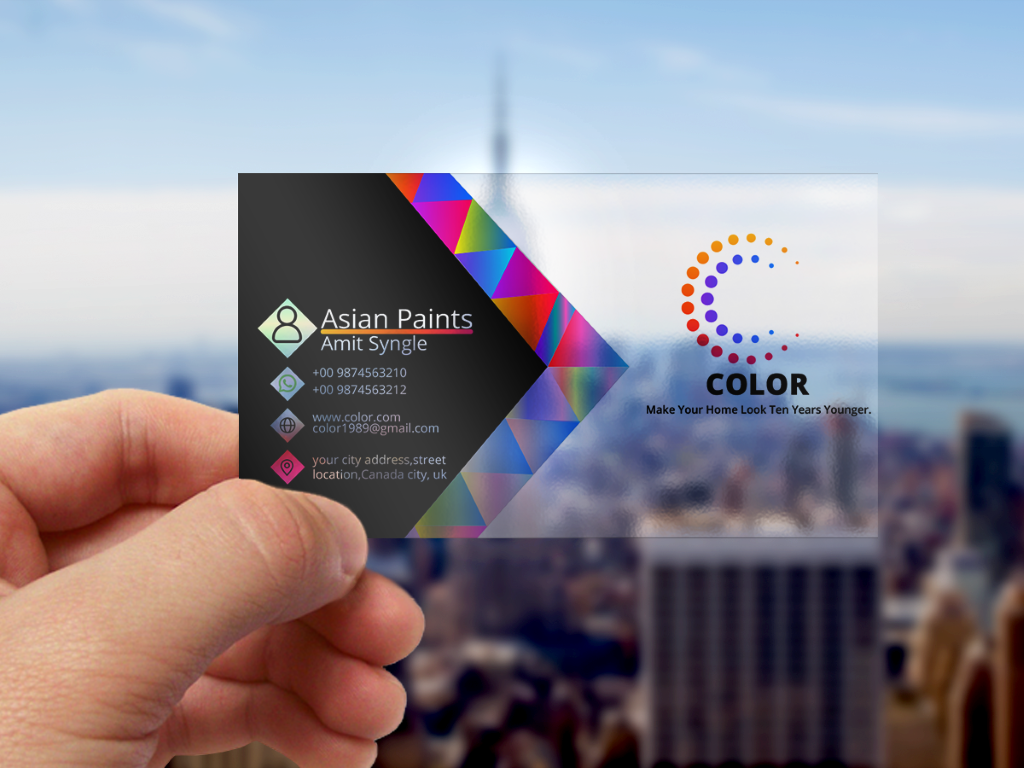 Asian Paints
Amit Syngle
+00 9874563210
+00 9874563212
www.color.com
color1989@gmail.com
your city address,street
location,Canada city, uk
COLOR
Make Your Home Look Ten Years Younger.